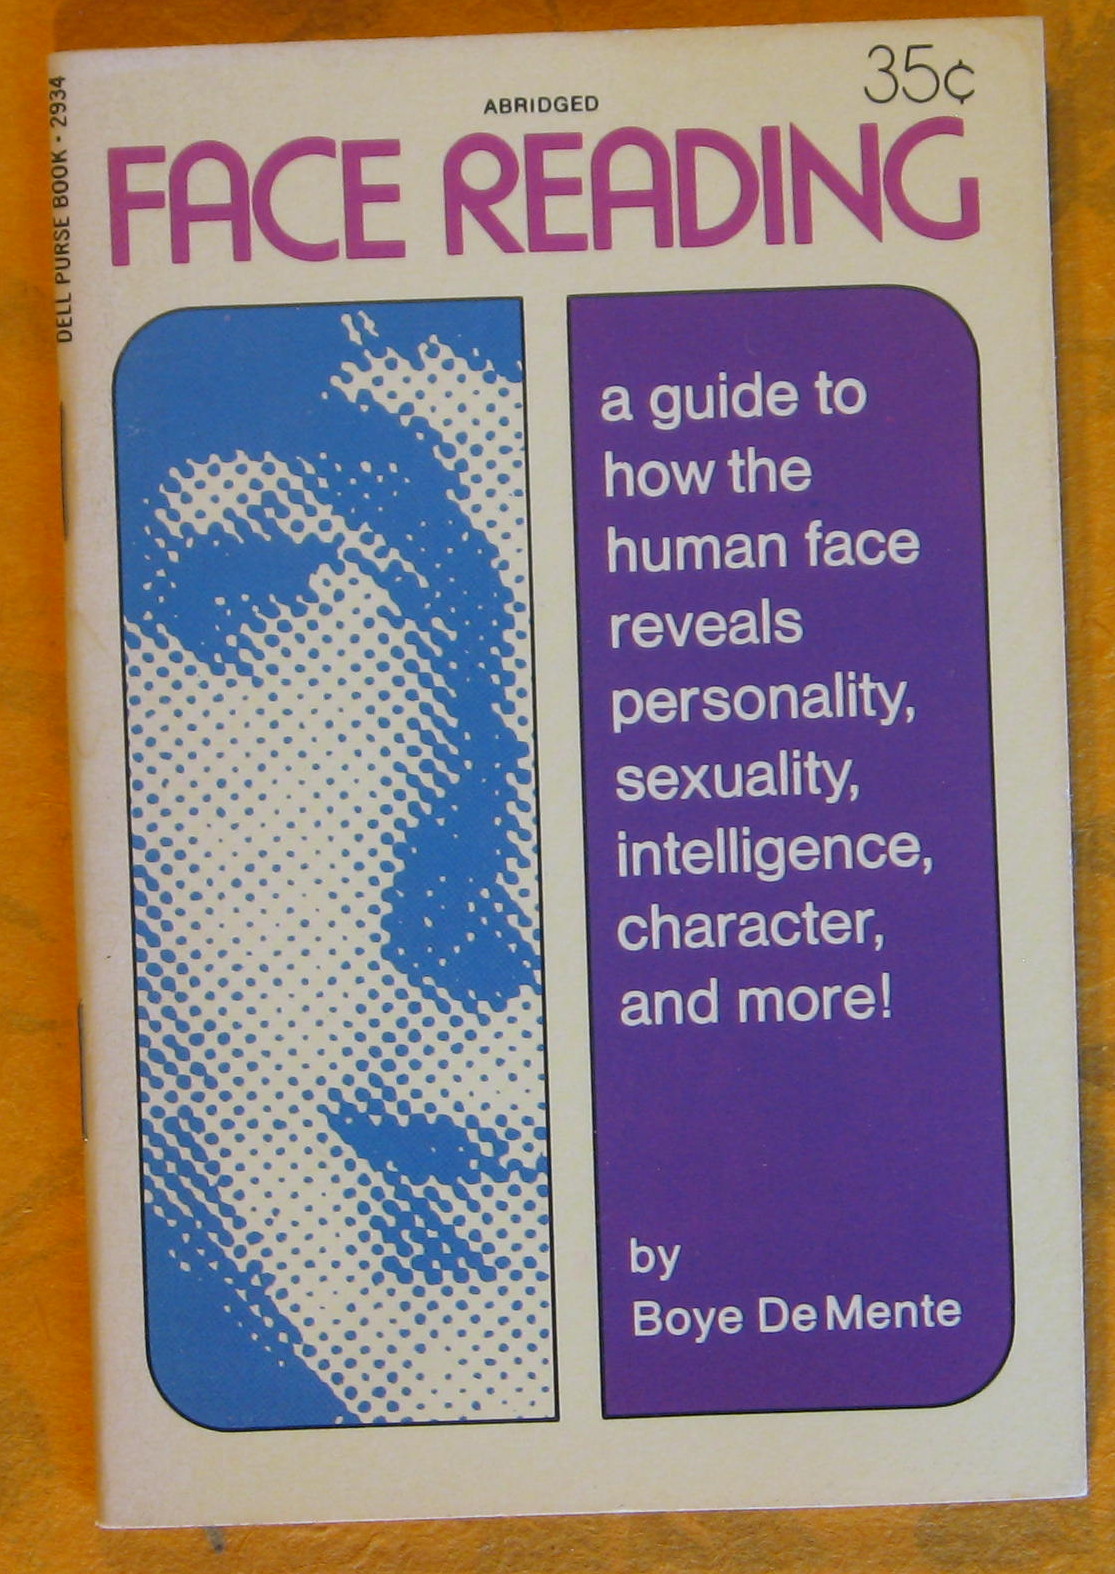 35¢
ABRIDGED
FACE READING
DELL PURSE BOOK · 2934
a guide to
how the
human face
reveals
personality,
sexuality,
intelligence,
character,
and more!
by
Boye De Mente